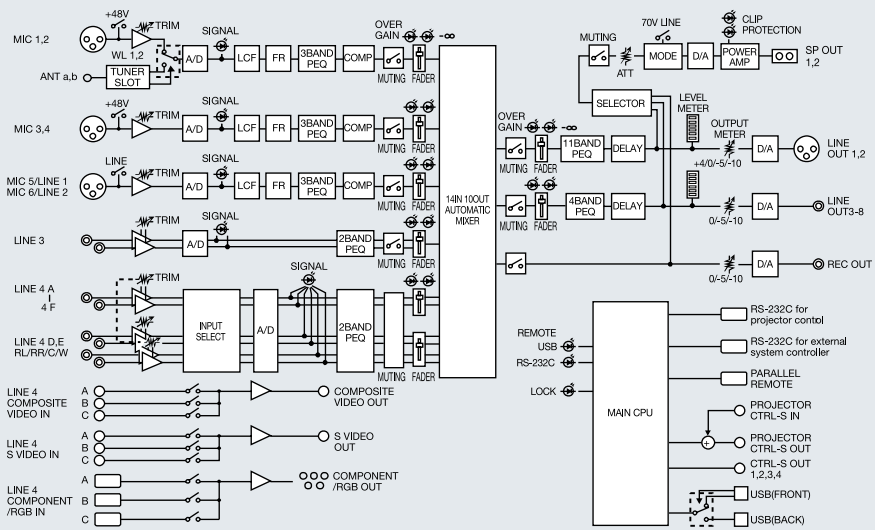 +48V
TRIM
SIGNAL
OVER
GAIN
-∞
MIC 1,2
WL 1,2
A/D
LCF
FR
3BAND
PEQ
COMP
MUTING
FADER
ANT a,b
TUNER
SLOT
+48V
TRIM
SIGNAL
MIC 3,4
A/D
LCF
FR
3BAND
PEQ
COMP
MUTING
FADER
LINE
TRIM
SIGNAL
MIC 5/LINE 1
MIC 6/LINE 2
A/D
LCF
FR
3BAND
PEQ
COMP
MUTING
FADER
TRIM
SIGNAL
LINE 3
A/D
2BAND
PEQ
MUTING
FADER
TRIM
SIGNAL
LINE 4 A
4 F
LINE 4 D,E
RL/RR/C/W
INPUT
SELECT
A/D
2BAND
PEQ
MUTING
FADER
14IN 10OUT
AUTOMATIC
MIXER
LINE 4
COMPOSITE
VIDEO IN
A
B
C
COMPOSITE
VIDEO OUT
LINE 4
S VIDEO IN
A
B
C
S VIDEO
OUT
LINE 4
COMPONENT
/RGB IN
A
B
C
COMPONENT
/RGB OUT
70V LINE
CLIP
PROTECTION
MUTING
ATT
MODE
D/A
POWER
AMP
SP OUT
1,2
SELECTOR
LEVEL
METER
OVER
GAIN
-∞
MUTING
FADER
11BAND
PEQ
DELAY
OUTPUT
METER
+4/0/-5/-10
D/A
LINE
OUT 1,2
MUTING
FADER
4BAND
PEQ
DELAY
0/-5/-10
D/A
LINE
OUT3-8
0/-5/-10
D/A
REC OUT
REMOTE
USB
RS-232C
LOCK
MAIN CPU
RS-232C for
projector contol
RS-232C for external
system controller
PARALLEL
REMOTE
PROJECTOR
CTRL-S IN
PROJECTOR
CTRL-S OUT
CTRL-S OUT
1,2,3,4
USB(FRONT)
USB(BACK)